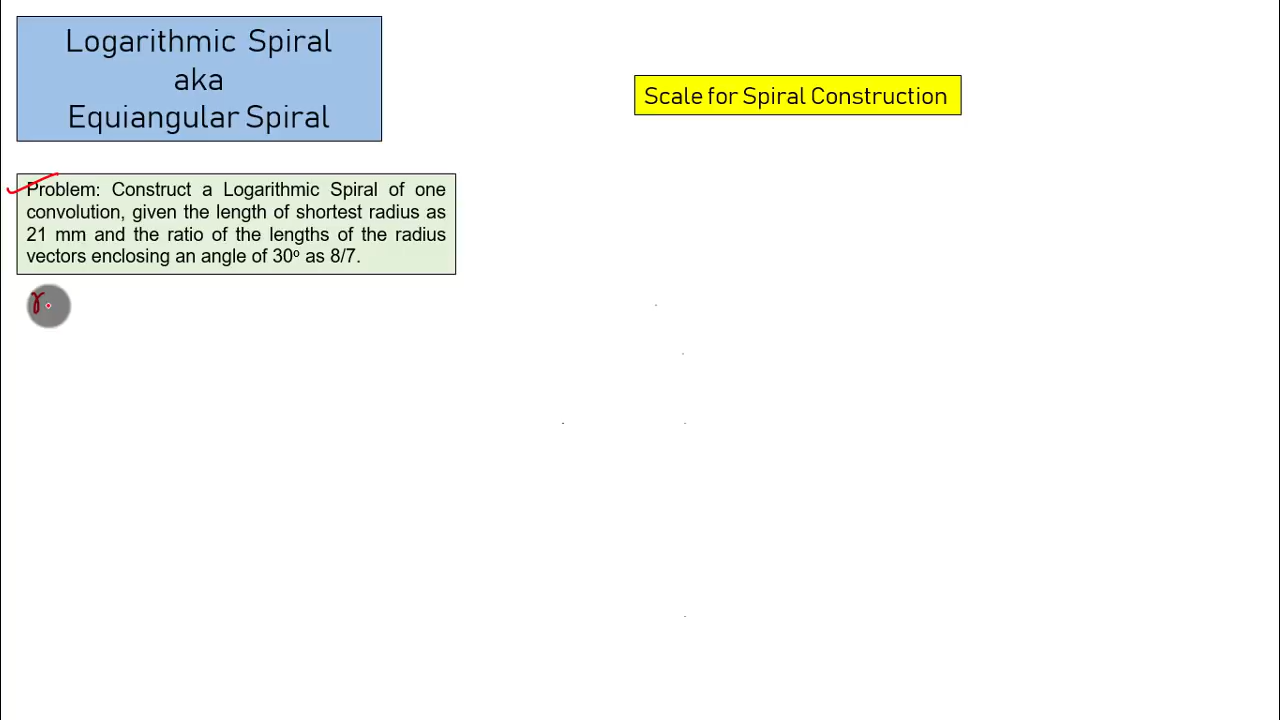 Logarithmic Spiral
aka
Equiangular Spiral
Scale for Spiral Construction
Problem: Construct a Logarithmic Spiral of one
convolution, given the length of shortest radius as
21 mm and the ratio of the lengths of the radius
vectors enclosing an angle of 30º as 8/7.
r